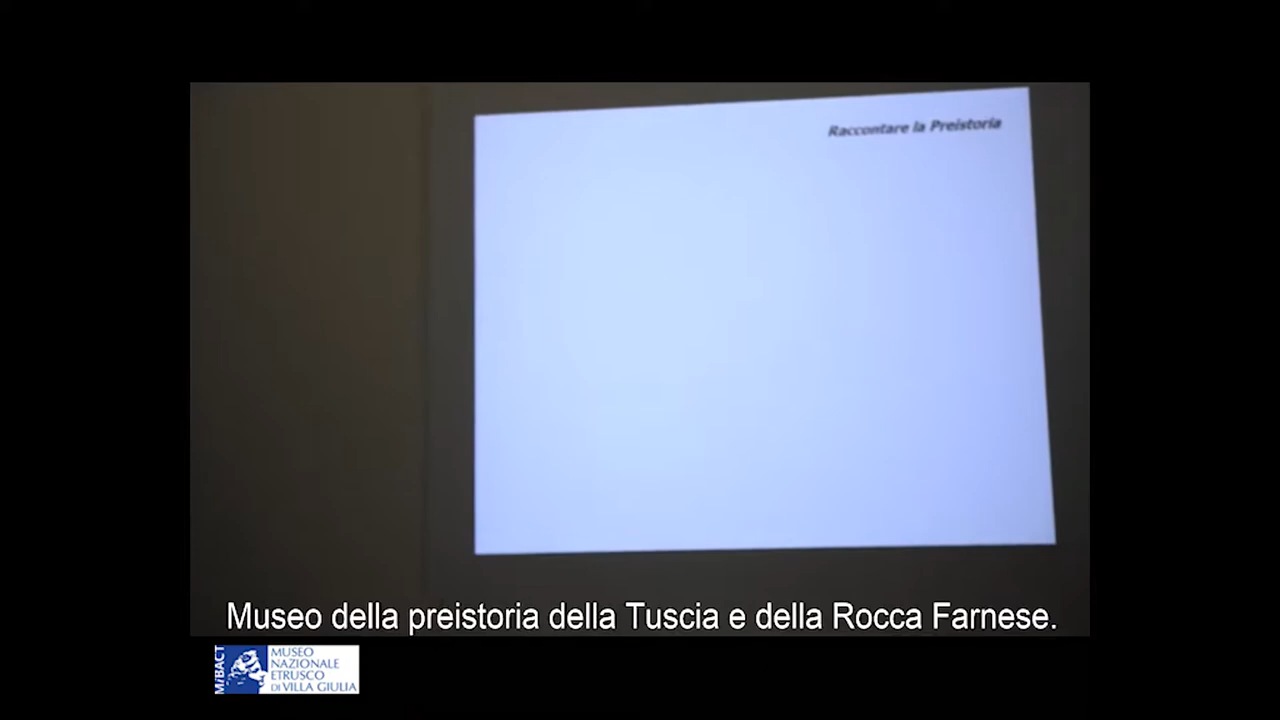 Raccontare la Preistoria
Museo della preistoria della Tuscia e della Rocca Farnese.
MiBACT
MUSEO
NAZIONALE
ETRUSCO
DI VILLA GIULIA